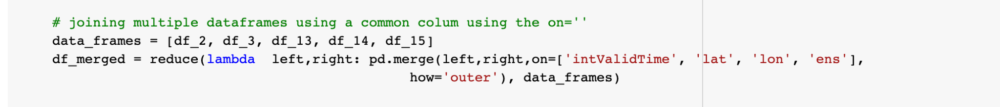 # joining multiple dataframes using a common colum using the on=''
data_frames = [df_2, df_3, df_13, df_14, df_15]
df_merged = reduce(lambda  left,right: pd.merge(left,right,on=['intValidTime', 'lat', 'lon', 'ens'],
how='outer'), data_frames)